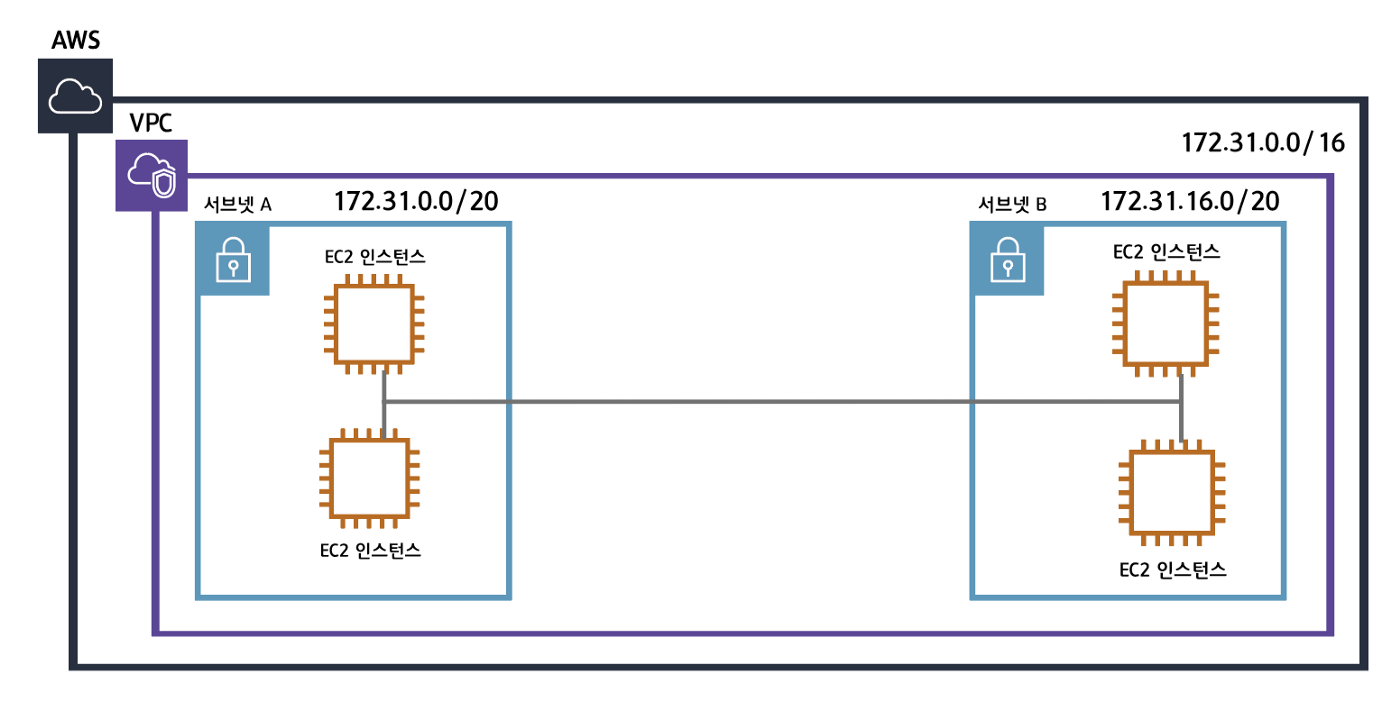 AWS
VPC
172.31.0.0/16
서브넷 A
172.31.0.0/20
서브넷 B
172.31.16.0/20
EC2 인스턴스
EC2 인스턴스
EC2 인스턴스
EC2 인스턴스